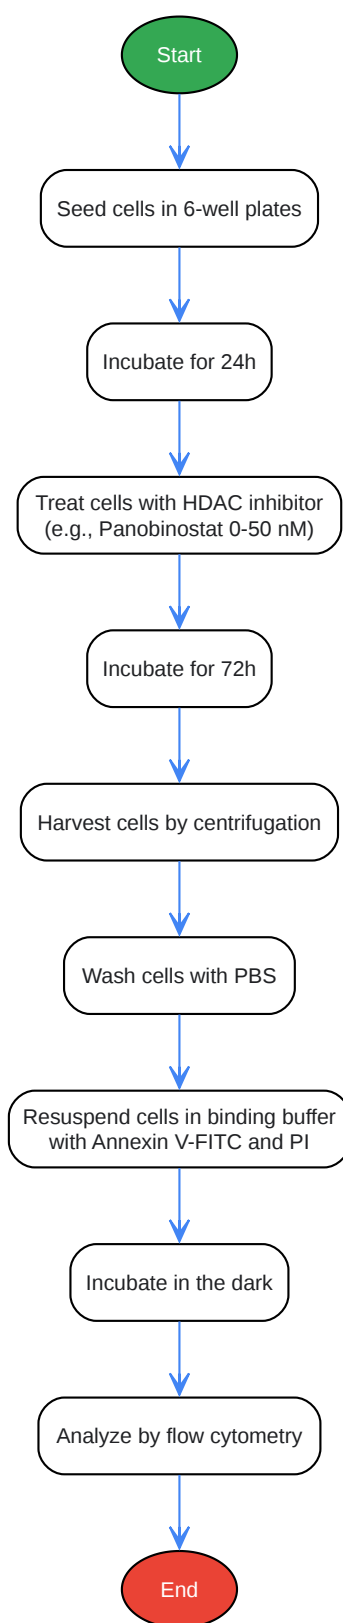 Start
Seed cells in 6-well plates
Incubate for 24h
Treat cells with HDAC inhibitor
(e.g., Panobinostat 0-50 nM)
Incubate for 72h
Harvest cells by centrifugation
Wash cells with PBS
Resuspend cells in binding buffer
with Annexin V-FITC and PI
Incubate in the dark
Analyze by flow cytometry
End